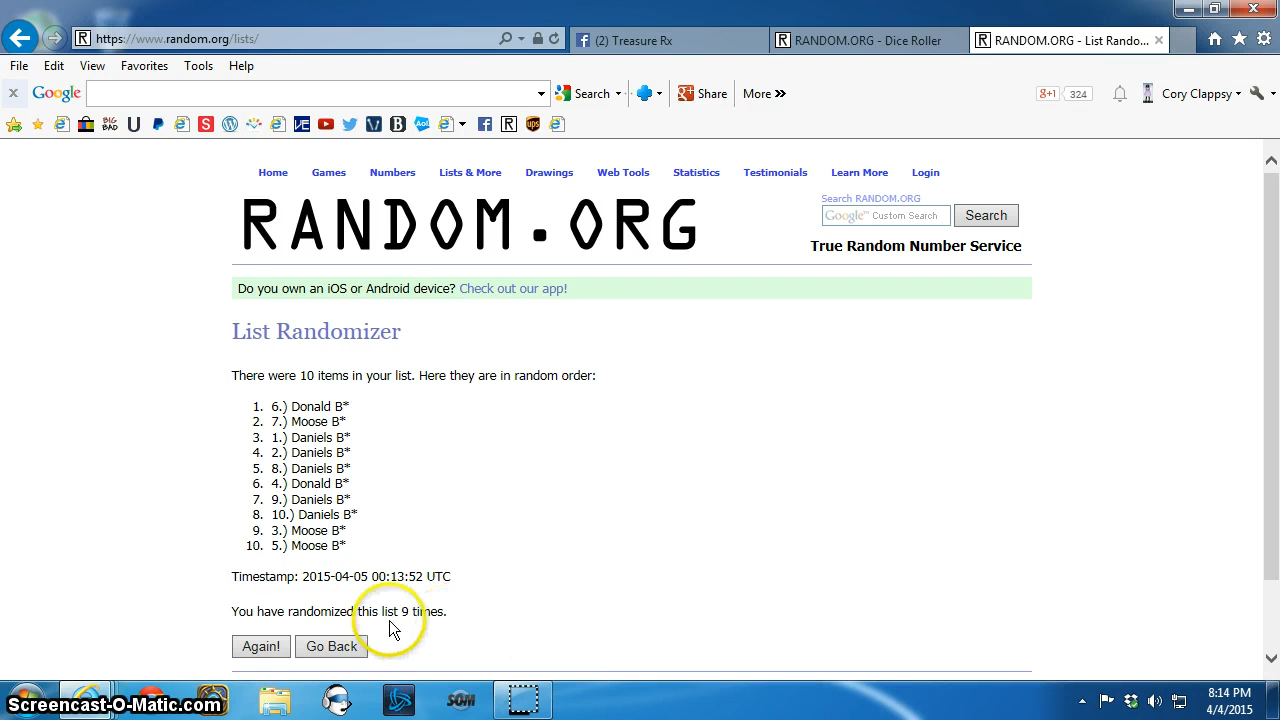 https://www.random.org/lists/
(2) Treasure Rx
RANDOM.ORG - Dice Roller
RANDOM.ORG - List Rando...
File Edit View Favorites Tools Help
Google Search Share More »
324
Cory Clappsy
BIG BAD
Home Games Numbers Lists & More Drawings Web Tools Statistics Testimonials Learn More Login
RANDOM.ORG
Search RANDOM.ORG
Google™ Custom Search Search
True Random Number Service
Do you own an iOS or Android device? Check out our app!
List Randomizer
There were 10 items in your list. Here they are in random order:
1. 6.) Donald B*
2. 7.) Moose B*
3. 1.) Daniels B*
4. 2.) Daniels B*
5. 8.) Daniels B*
6. 4.) Donald B*
7. 9.) Daniels B*
8. 10.) Daniels B*
9. 3.) Moose B*
10. 5.) Moose B*
Timestamp: 2015-04-05 00:13:52 UTC
You have randomized this list 9 times.
Again! Go Back
Screencast-O-Matic.com
SOM
8:14 PM
4/4/2015